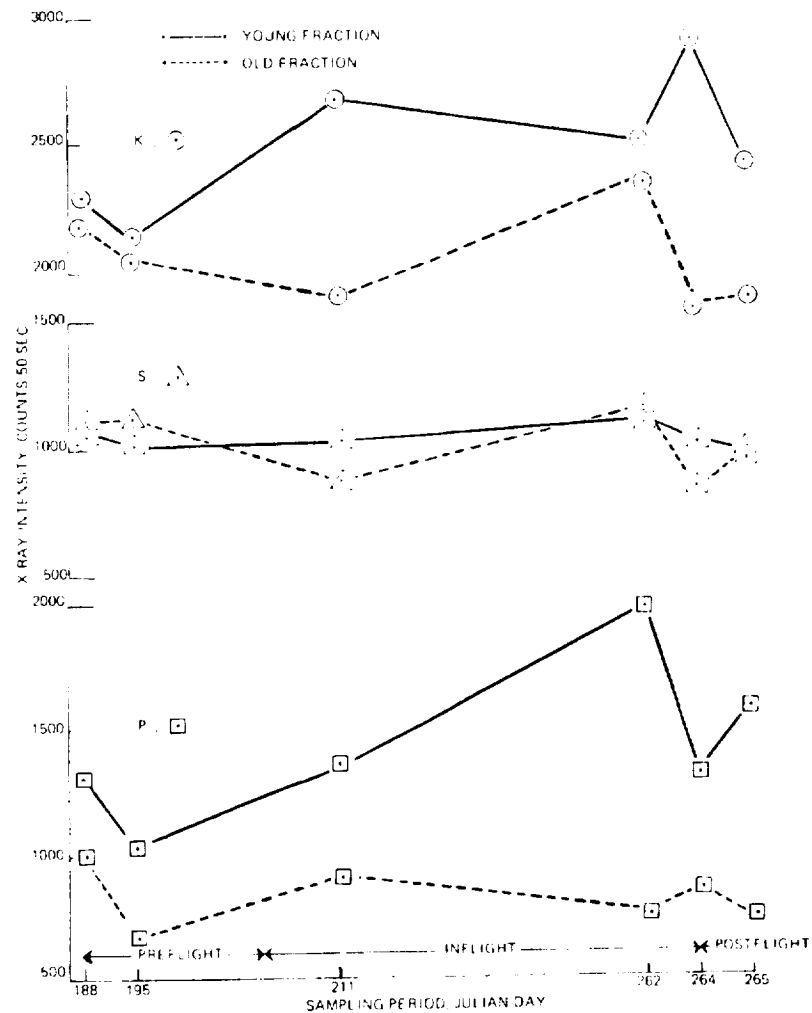 3000
YOUNG FRACTION
OLD FRACTION
K
2500
2000
1500
S
1000
500
2000
P
1500
1000
PREFLIGHT
INFLIGHT
POSTFLIGHT
500
188
195
211
262
264
265
SAMPLING PERIOD, JULIAN DAY
X RAY INTENSITY, COUNTS 50 SEC